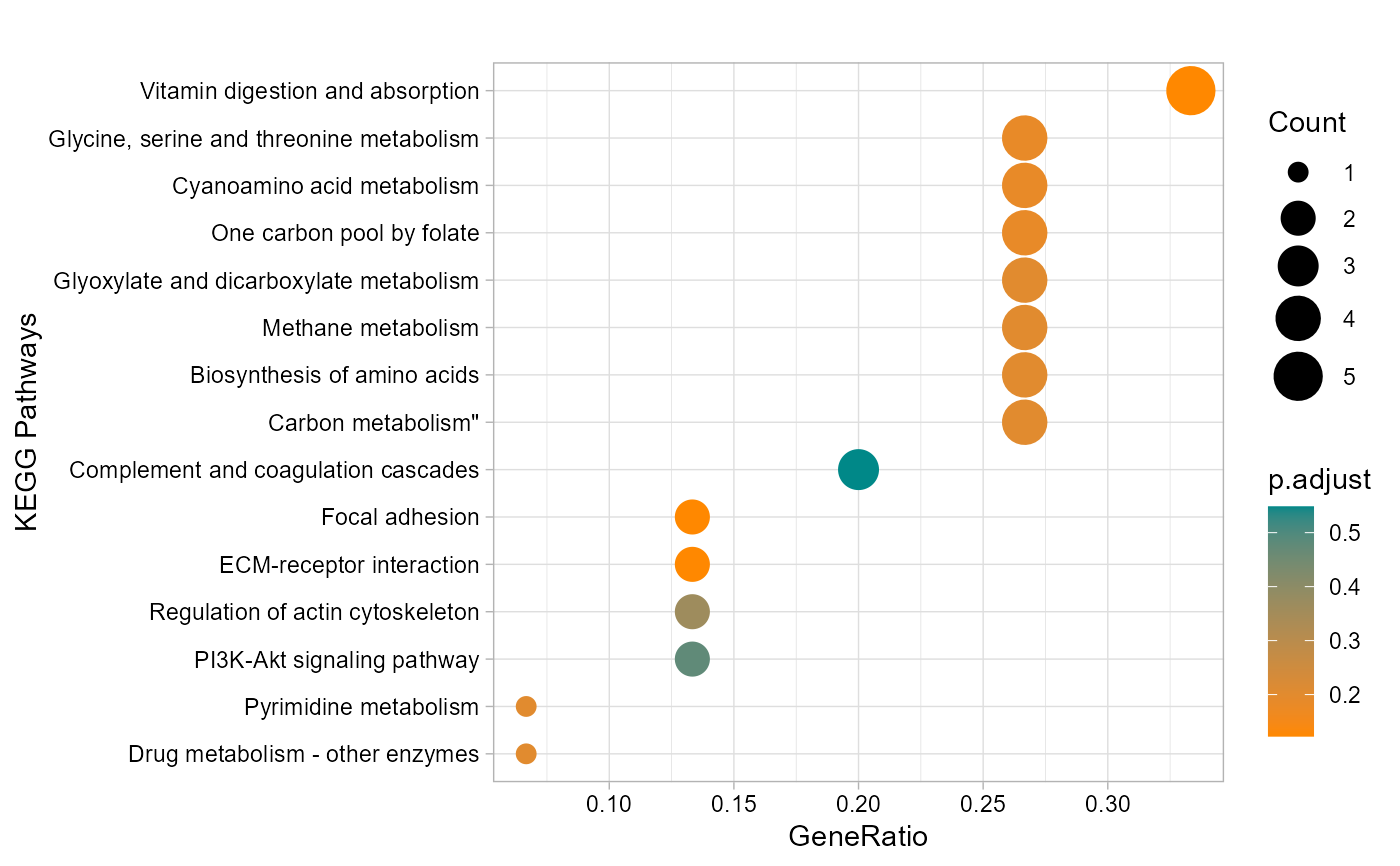 Vitamin digestion and absorption
Glycine, serine and threonine metabolism
Cyanoamino acid metabolism
One carbon pool by folate
Glyoxylate and dicarboxylate metabolism
Methane metabolism
Biosynthesis of amino acids
Carbon metabolism"
Complement and coagulation cascades
Focal adhesion
ECM-receptor interaction
Regulation of actin cytoskeleton
PI3K-Akt signaling pathway
Pyrimidine metabolism
Drug metabolism - other enzymes
KEGG Pathways
0.10 0.15 0.20 0.25 0.30
GeneRatio
Count
1
2
3
4
5
p.adjust
0.5
0.4
0.3
0.2